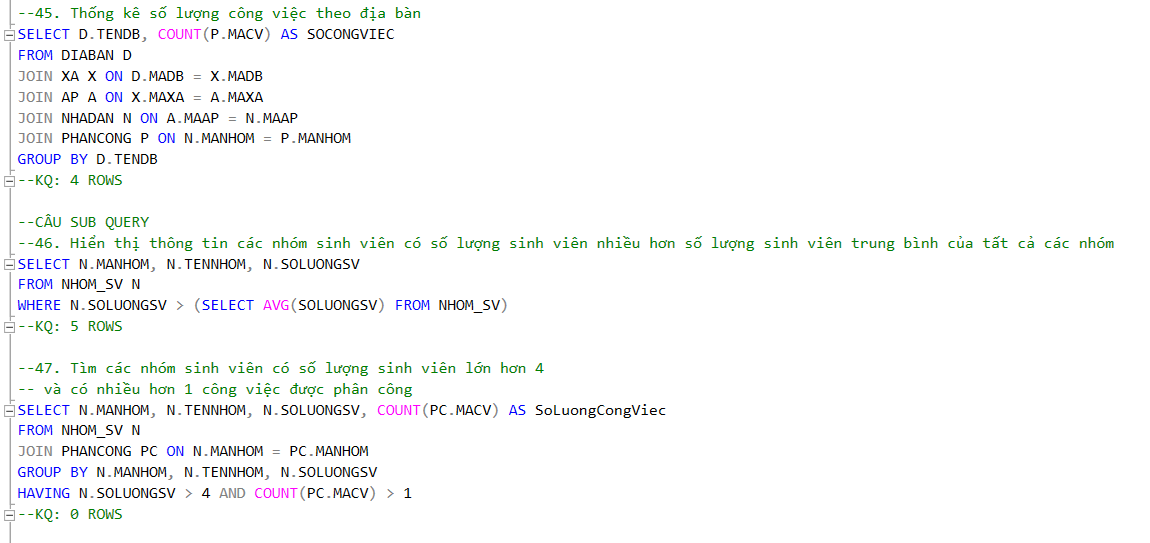 --45. Thống kê số lượng công việc theo địa bàn
SELECT D.TENDB, COUNT(P.MACV) AS SOCONGVIEC
FROM DIABAN D
JOIN XA X ON D.MADB = X.MADB
JOIN AP A ON X.MAXA = A.MAXA
JOIN NHADAN N ON A.MAAP = N.MAAP
JOIN PHANCONG P ON N.MANHOM = P.MANHOM
GROUP BY D.TENDB
--KQ: 4 ROWS
--CÂU SUB QUERY
--46. Hiển thị thông tin các nhóm sinh viên có số lượng sinh viên nhiều hơn số lượng sinh viên trung bình của tất cả các nhóm
SELECT N.MANHOM, N.TENNHOM, N.SOLUONGSV
FROM NHOM_SV N
WHERE N.SOLUONGSV > (SELECT AVG(SOLUONGSV) FROM NHOM_SV)
--KQ: 5 ROWS
--47. Tìm các nhóm sinh viên có số lượng sinh viên lớn hơn 4
-- và có nhiều hơn 1 công việc được phân công
SELECT N.MANHOM, N.TENNHOM, N.SOLUONGSV, COUNT(PC.MACV) AS SoLuongCongViec
FROM NHOM_SV N
JOIN PHANCONG PC ON N.MANHOM = PC.MANHOM
GROUP BY N.MANHOM, N.TENNHOM, N.SOLUONGSV
HAVING N.SOLUONGSV > 4 AND COUNT(PC.MACV) > 1
--KQ: 0 ROWS